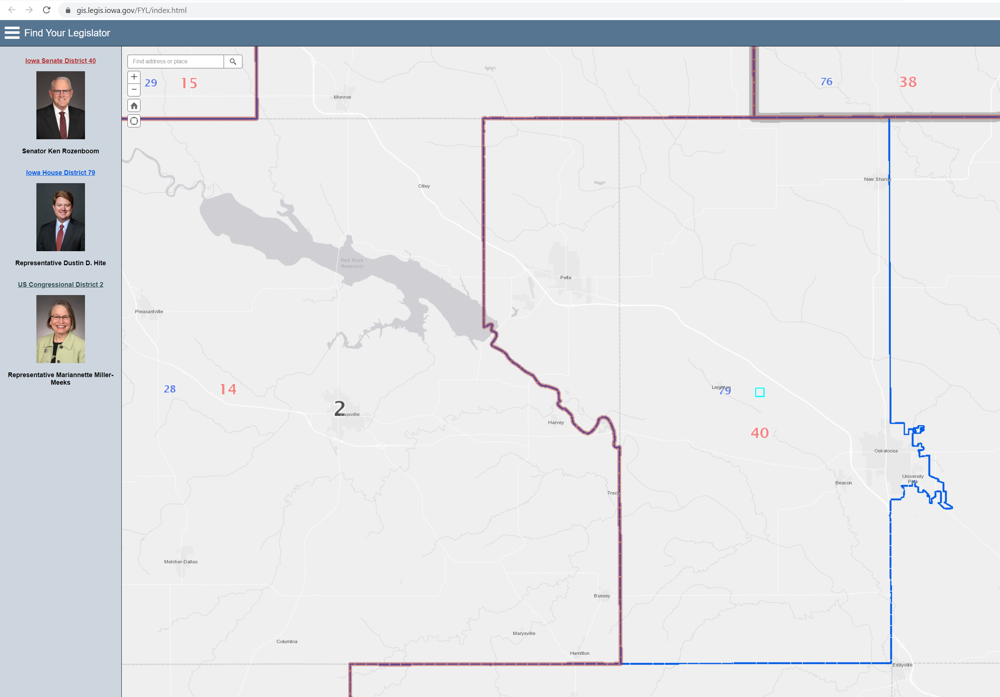 gis.legis.iowa.gov/FYL/index.html
Find Your Legislator
Iowa Senate District 40
Senator Ken Rozenboom
Iowa House District 79
Representative Dustin D. Hite
US Congressional District 2
Representative Mariannette Miller-
Meeks
Find address or place
+
−
29
15
76
38
Monroe
New Sharon
Otley
Red Rock
Reservoir
Pella
Pleasantville
28
14
Leighton
79
2
Knoxville
Harvey
40
Oskaloosa
University
Park
Beacon
Tracy
Melcher-Dallas
Bussey
Marysville
Columbia
Hamilton
Eddyville